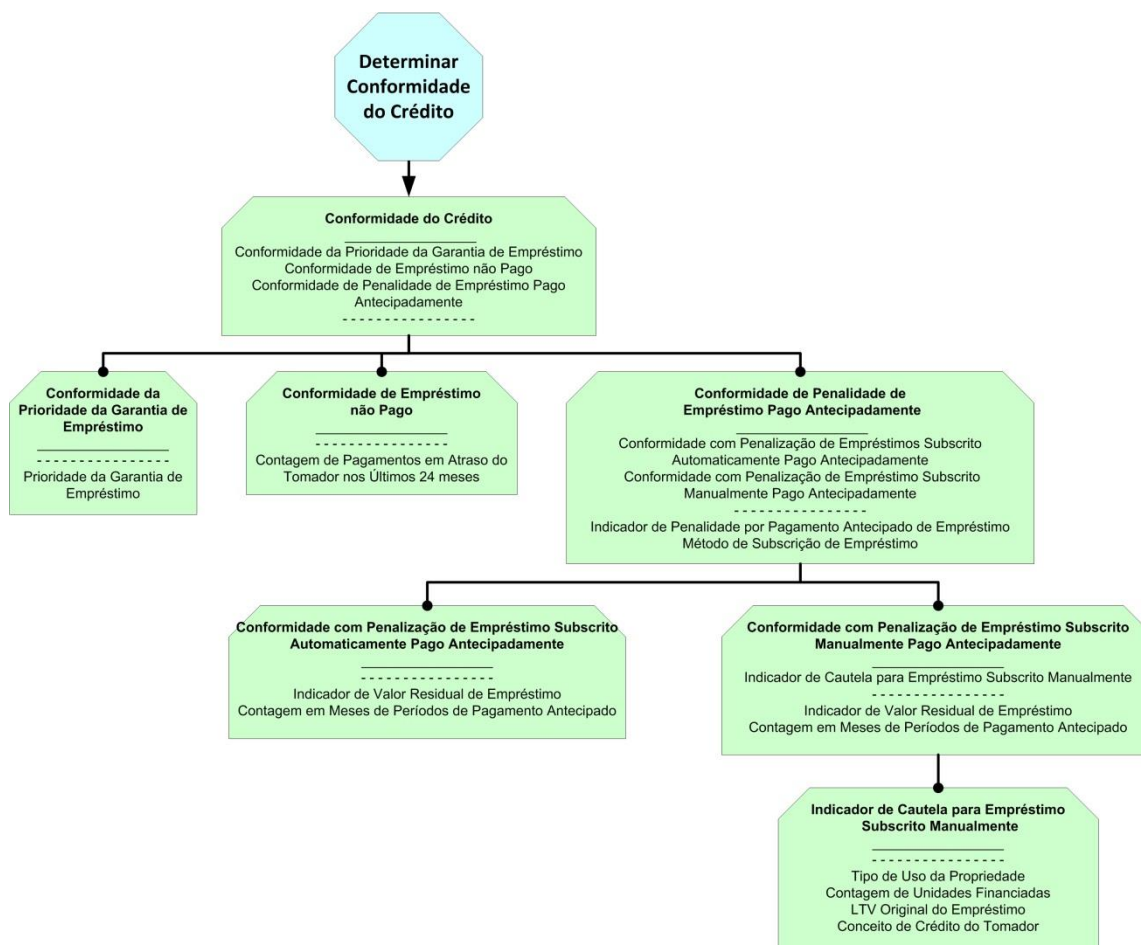 Determinar
Conformidade
do Crédito
Conformidade do Crédito
Conformidade da Prioridade da Garantia de Empréstimo
Conformidade de Empréstimo não Pago
Conformidade de Penalidade de Empréstimo Pago
Antecipadamente
Conformidade da
Prioridade da Garantia de
Empréstimo
Prioridade da Garantia de
Empréstimo
Conformidade de Empréstimo
não Pago
Contagem de Pagamentos em Atraso do
Tomador nos Últimos 24 meses
Conformidade de Penalidade de
Empréstimo Pago Antecipadamente
Conformidade com Penalização de Empréstimos Subscrito
Automaticamente Pago Antecipadamente
Conformidade com Penalização de Empréstimo Subscrito
Manualmente Pago Antecipadamente
Indicador de Penalidade por Pagamento Antecipado de Empréstimo
Método de Subscrição de Empréstimo
Conformidade com Penalização de Empréstimo Subscrito
Automaticamente Pago Antecipadamente
Indicador de Valor Residual de Empréstimo
Contagem em Meses de Períodos de Pagamento Antecipado
Conformidade com Penalização de Empréstimo Subscrito
Manualmente Pago Antecipadamente
Indicador de Cautela para Empréstimo Subscrito Manualmente
Indicador de Valor Residual de Empréstimo
Contagem em Meses de Períodos de Pagamento Antecipado
Indicador de Cautela para Empréstimo
Subscrito Manualmente
Tipo de Uso da Propriedade
Contagem de Unidades Financiadas
LTV Original do Empréstimo
Conceito de Crédito do Tomador